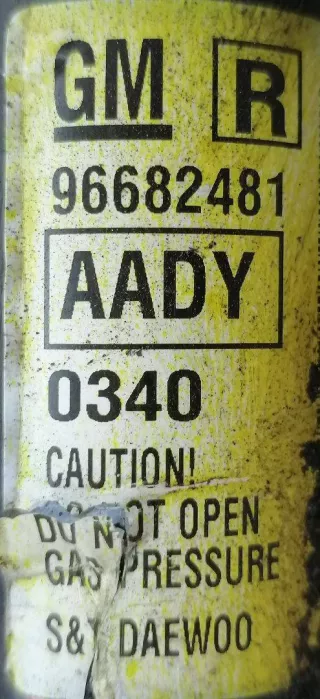 GM R
96682481
AADY
0340
CAUTION!
DO NOT OPEN
GAS PRESSURE
S&T DAEWOO